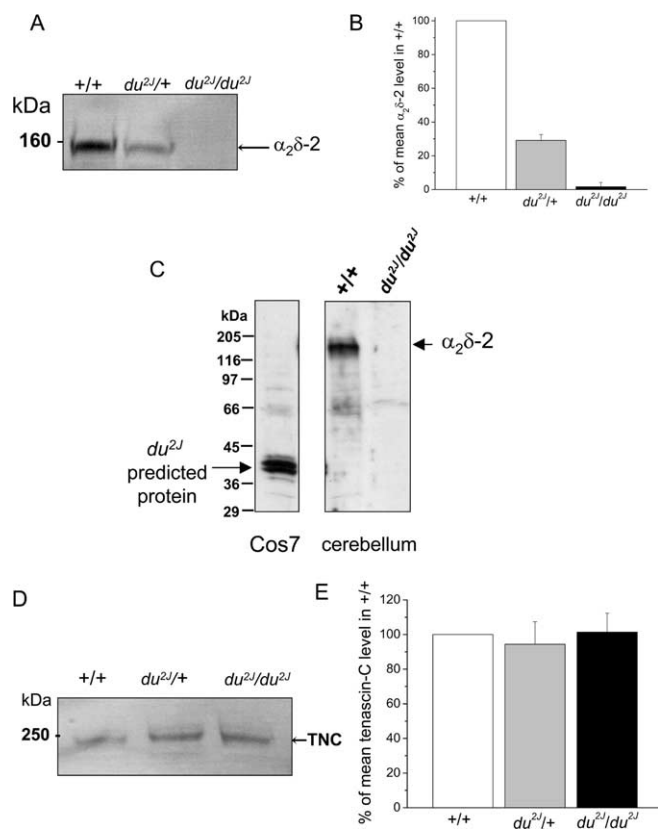 A
+/+ du²ᴶ/+ du²ᴶ/du²ᴶ
kDa
160
α₂δ-2
B
% of mean α₂δ-2 level in +/+
100
80
60
40
20
0
+/+ du²ᴶ/+ du²ᴶ/du²ᴶ
C
+/+ du²ᴶ/du²ᴶ
kDa
205
116
97
66
45
36
29
α₂δ-2
du²ᴶ
predicted
protein
Cos7 cerebellum
D
+/+ du²ᴶ/+ du²ᴶ/du²ᴶ
kDa
250
TNC
E
% of mean tenascin-C level in +/+
120
100
80
60
40
20
0
+/+ du²ᴶ/+ du²ᴶ/du²ᴶ